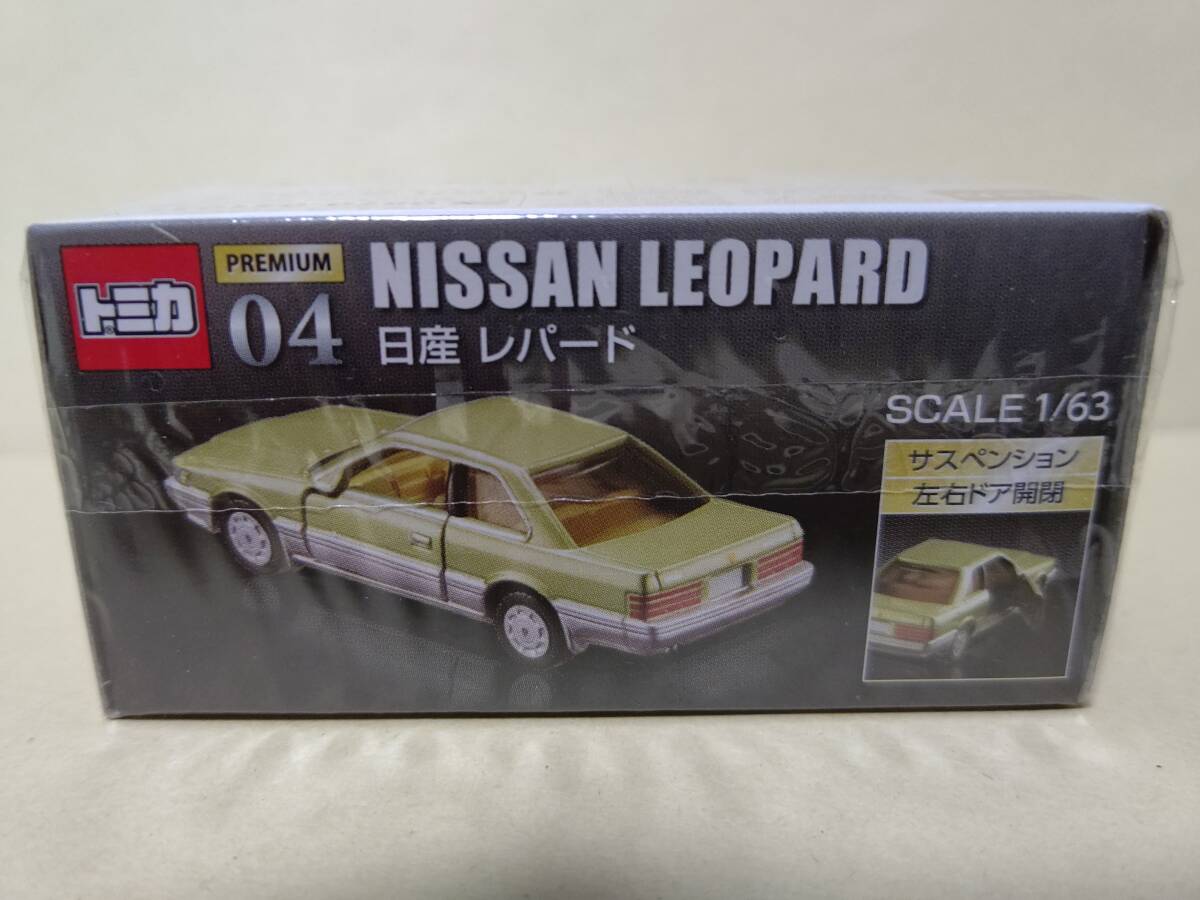 トミカ
PREMIUM
04
NISSAN LEOPARD
日産 レパード
SCALE 1/63
サスペンション
左右ドア開閉